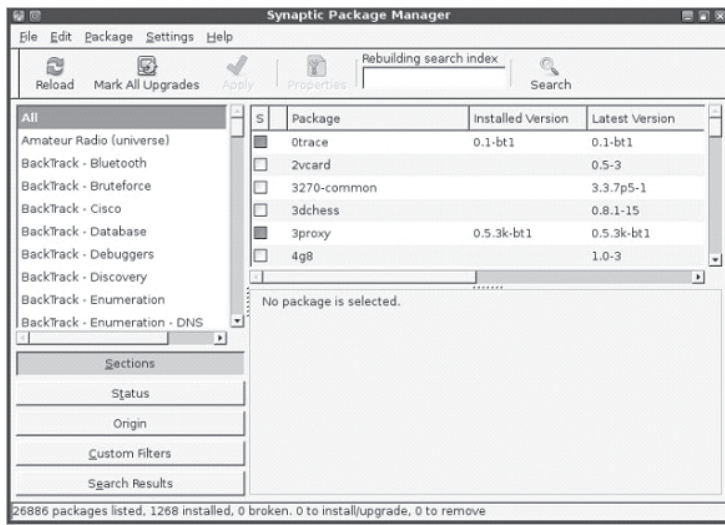 Synaptic Package Manager
File Edit Package Settings Help
Reload Mark All Upgrades Apply Properties Rebuilding search index Search
All
Amateur Radio (universe)
BackTrack - Bluetooth
BackTrack - Bruteforce
BackTrack - Cisco
BackTrack - Database
BackTrack - Debuggers
BackTrack - Discovery
BackTrack - Enumeration
BackTrack - Enumeration - DNS
Sections
Status
Origin
Custom Filters
Search Results
S Package Installed Version Latest Version
0trace 0.1-bt1 0.1-bt1
2vcard 0.5-3
3270-common 3.3.7p5-1
3dchess 0.8.1-15
3proxy 0.5.3k-bt1 0.5.3k-bt1
4g8 1.0-3
No package is selected.
26886 packages listed, 1268 installed, 0 broken. 0 to install/upgrade, 0 to remove